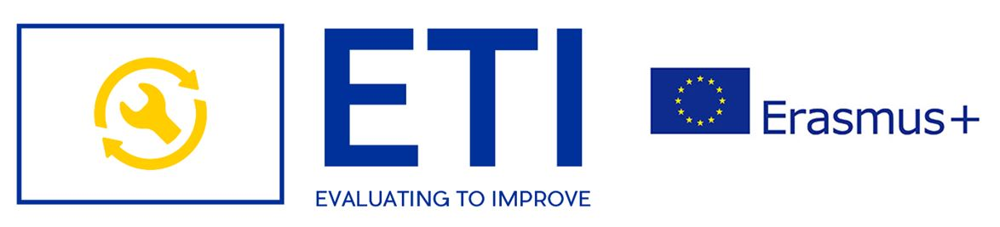 ETI
EVALUATING TO IMPROVE
Erasmus+